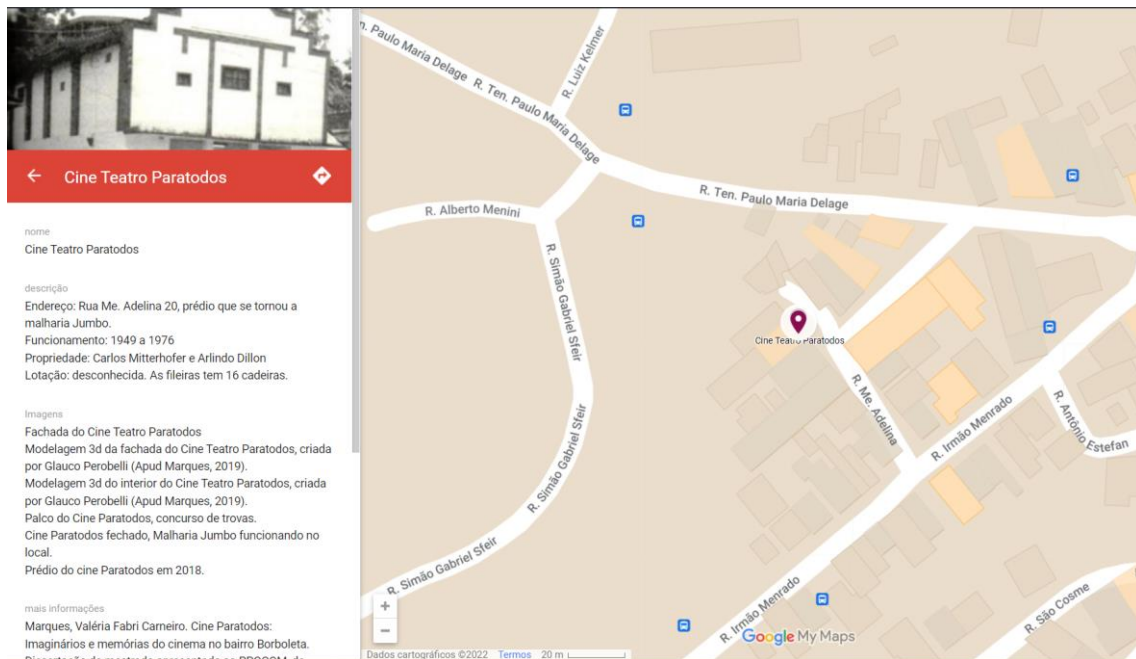 Cine Teatro Paratodos
nome
Cine Teatro Paratodos
descrição
Endereço: Rua Me. Adelina 20, prédio que se tornou a
malharia Jumbo.
Funcionamento: 1949 a 1976
Propriedade: Carlos Mitterhofer e Arlindo Dillon
Lotação: desconhecida. As fileiras tem 16 cadeiras.
Imagens
Fachada do Cine Teatro Paratodos
Modelagem 3d da fachada do Cine Teatro Paratodos, criada
por Glauco Perobelli (Apud Marques, 2019).
Modelagem 3d do interior do Cine Teatro Paratodos, criada
por Glauco Perobelli (Apud Marques, 2019).
Palco do Cine Paratodos, concurso de trovas.
Cine Paratodos fechado, Malharia Jumbo funcionando no
local.
Prédio do cine Paratodos em 2018.
mais informações
Marques, Valéria Fabri Carneiro. Cine Paratodos:
Imaginários e memórias do cinema no bairro Borboleta.
n. Paulo Maria Delage
R. Ten. Paulo Maria Delage
R. Luiz Kelmer
R. Ten. Paulo Maria Delage
R. Alberto Menini
R. Simão Gabriel Sfeir
R. Simão Gabriel Sfeir
R. Simão Gabriel Sfeir
Cine Teatro Paratodos
R. Me. Adelina
R. Irmão Menrado
R. Antônio Estefan
R. Irmão Menrado
R. São Cosme
+
−
Google My Maps
Dados cartográficos ©2022 Termos 20 m